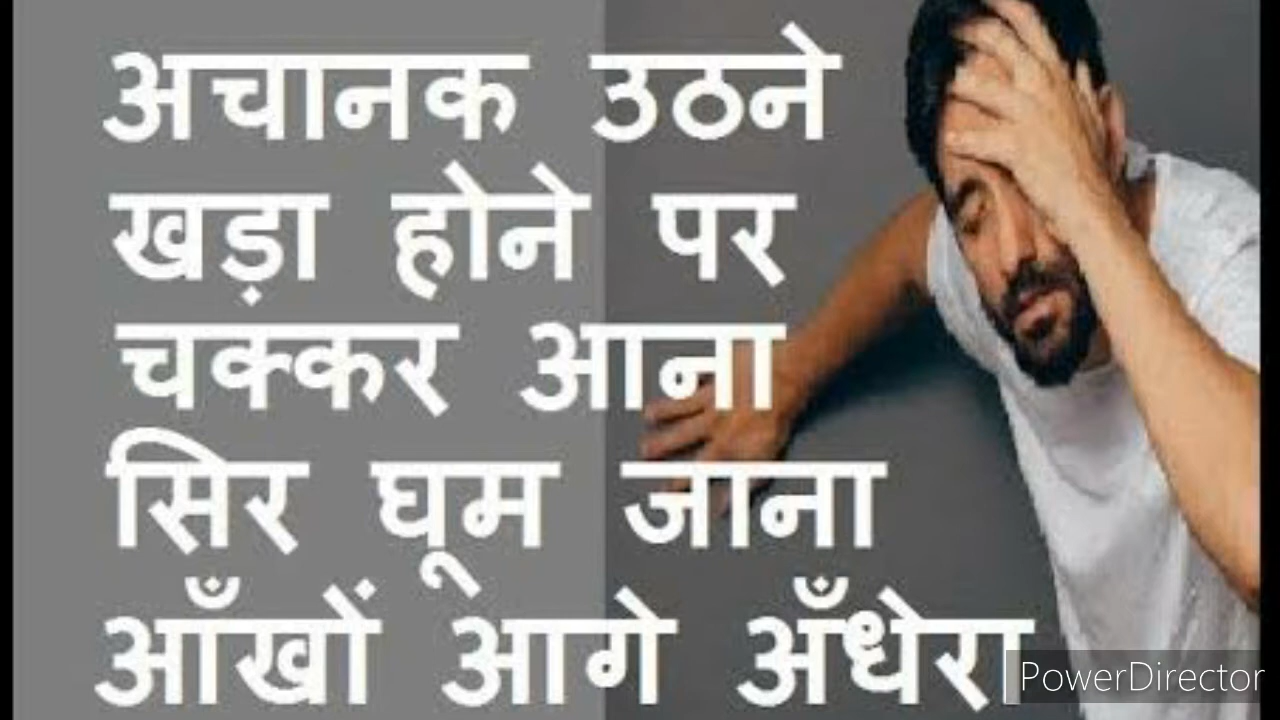 अचानक उठने
खड़ा होने पर
चक्कर आना
सिर घूम जाना
आँखों आगे अँधेरा
PowerDirector